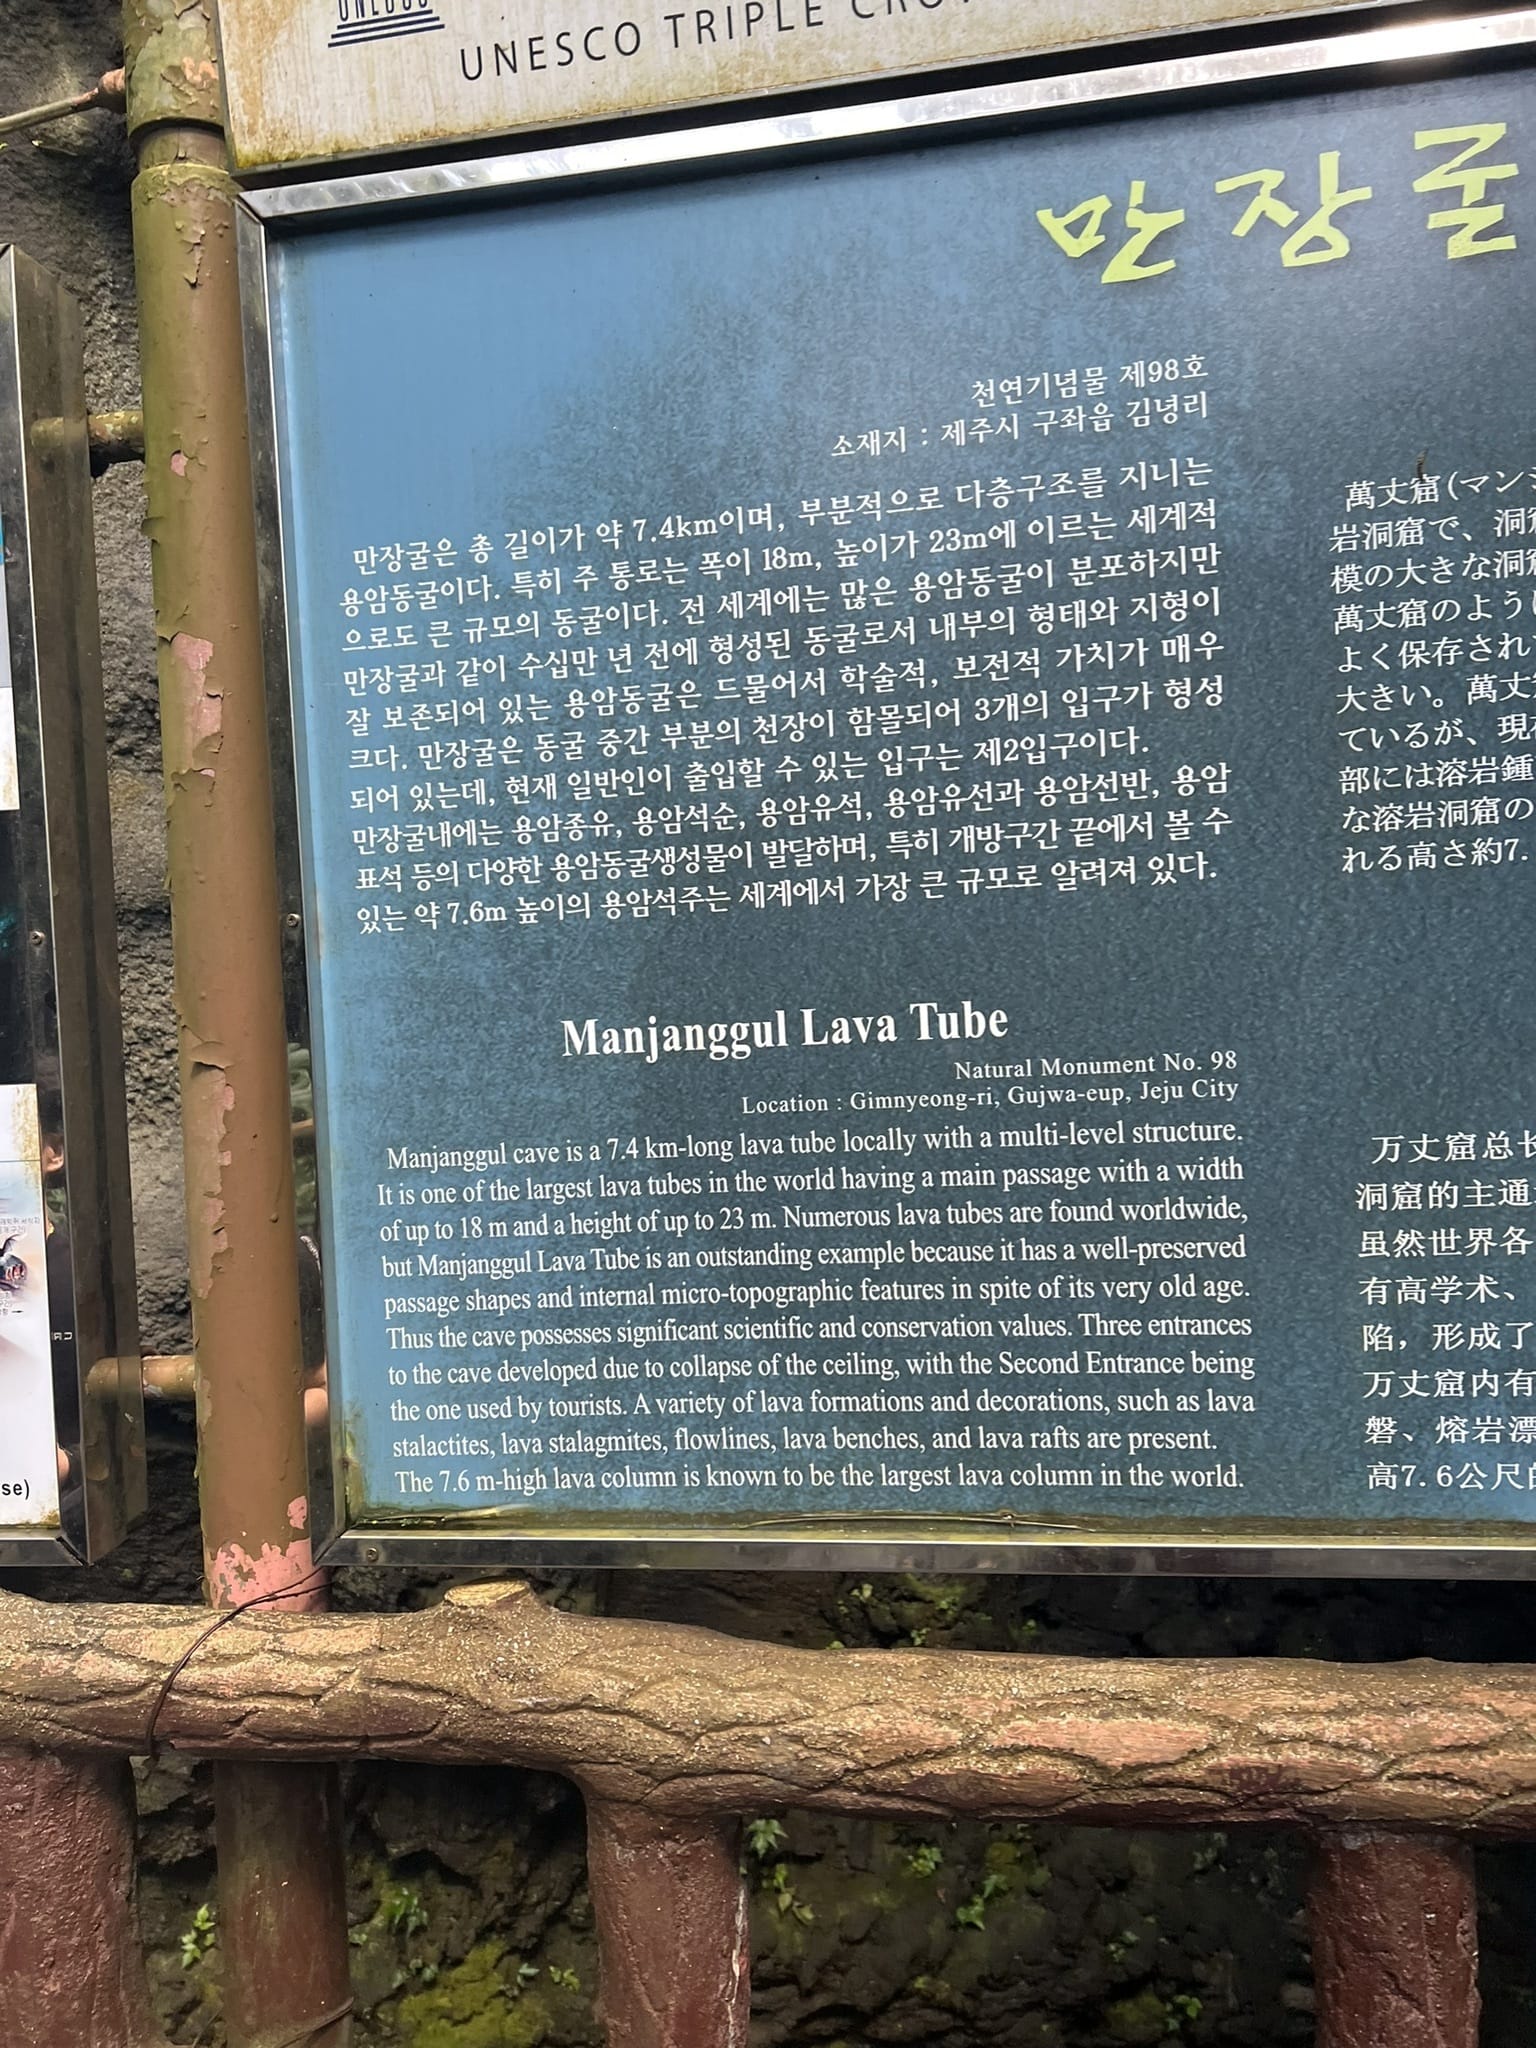 UNESCO
UNESCO TRIPLE
만장굴
천연기념물 제98호
소재지 : 제주시 구좌읍 김녕리
만장굴은 총 길이가 약 7.4km이며, 부분적으로 다층구조를 지니는
용암동굴이다. 특히 주 통로는 폭이 18m, 높이가 23m에 이르는 세계적
으로도 큰 규모의 동굴이다. 전 세계에는 많은 용암동굴이 분포하지만
만장굴과 같이 수십만 년 전에 형성된 동굴로서 내부의 형태와 지형이
잘 보존되어 있는 용암동굴은 드물어서 학술적, 보전적 가치가 매우
크다. 만장굴은 동굴 중간 부분의 천장이 함몰되어 3개의 입구가 형성
되어 있는데, 현재 일반인이 출입할 수 있는 입구는 제2입구이다.
만장굴내에는 용암종유, 용암석순, 용암유석, 용암유선과 용암선반, 용암
표석 등의 다양한 용암동굴생성물이 발달하며, 특히 개방구간 끝에서 볼 수
있는 약 7.6m 높이의 용암석주는 세계에서 가장 큰 규모로 알려져 있다.
Manjanggul Lava Tube
Natural Monument No. 98
Location : Gimnyeong-ri, Gujwa-eup, Jeju City
Manjanggul cave is a 7.4 km-long lava tube locally with a multi-level structure.
It is one of the largest lava tubes in the world having a main passage with a width
of up to 18 m and a height of up to 23 m. Numerous lava tubes are found worldwide,
but Manjanggul Lava Tube is an outstanding example because it has a well-preserved
passage shapes and internal micro-topographic features in spite of its very old age.
Thus the cave possesses significant scientific and conservation values. Three entrances
to the cave developed due to collapse of the ceiling, with the Second Entrance being
the one used by tourists. A variety of lava formations and decorations, such as lava
stalactites, lava stalagmites, flowlines, lava benches, and lava rafts are present.
The 7.6 m-high lava column is known to be the largest lava column in the world.
萬丈窟(マン
岩洞窟で、洞
模の大きな洞窟
萬丈窟のように
よく保存され
大きい。萬丈
ているが、現
部には溶岩鍾
な溶岩洞窟の
れる高さ約7.
万丈窟总长
洞窟的主通
虽然世界各
有高学术、
陷，形成了
万丈窟内有
磐、熔岩漂
高7.6公尺的
se)